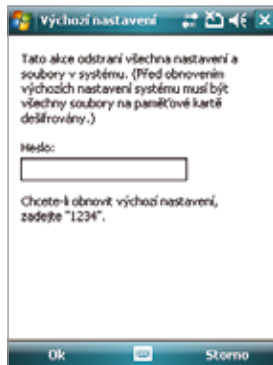 Výchozí nastavení
Tato akce odstraní všechna nastavení a
soubory v systému. (Před obnovením
výchozích nastavení systému musí být
všechny soubory na paměťové kartě
dešifrovány.)
Heslo:
Chcete-li obnovit výchozí nastavení,
zadejte "1234".
Ok Storno